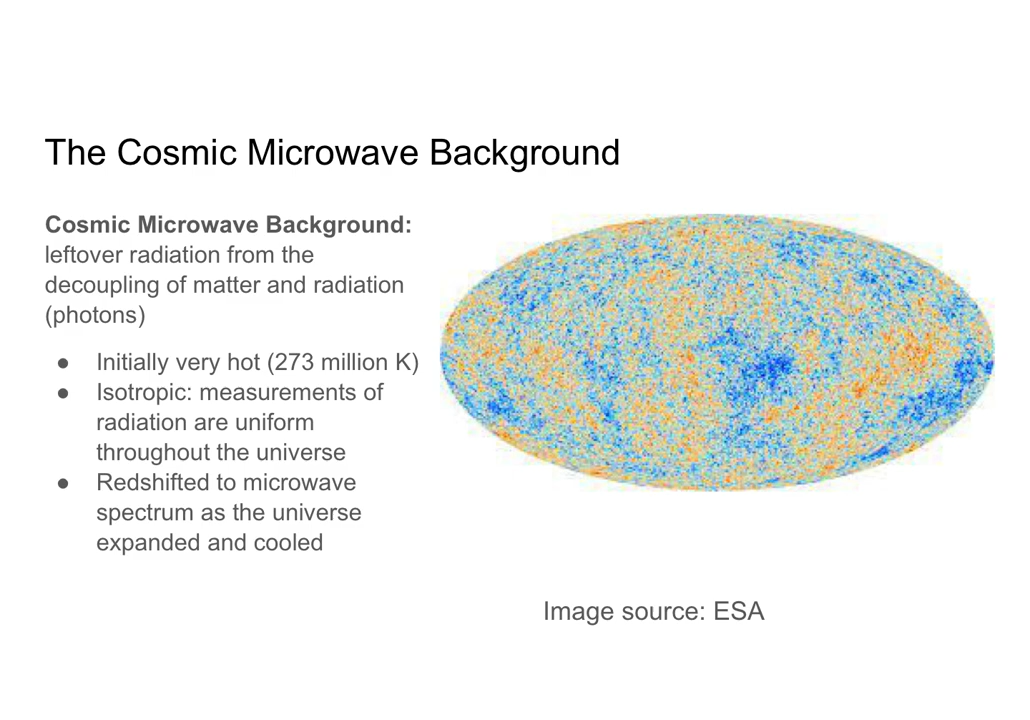 The Cosmic Microwave Background
Cosmic Microwave Background:
leftover radiation from the
decoupling of matter and radiation
(photons)
● Initially very hot (273 million K)
● Isotropic: measurements of
radiation are uniform
throughout the universe
● Redshifted to microwave
spectrum as the universe
expanded and cooled
Image source: ESA